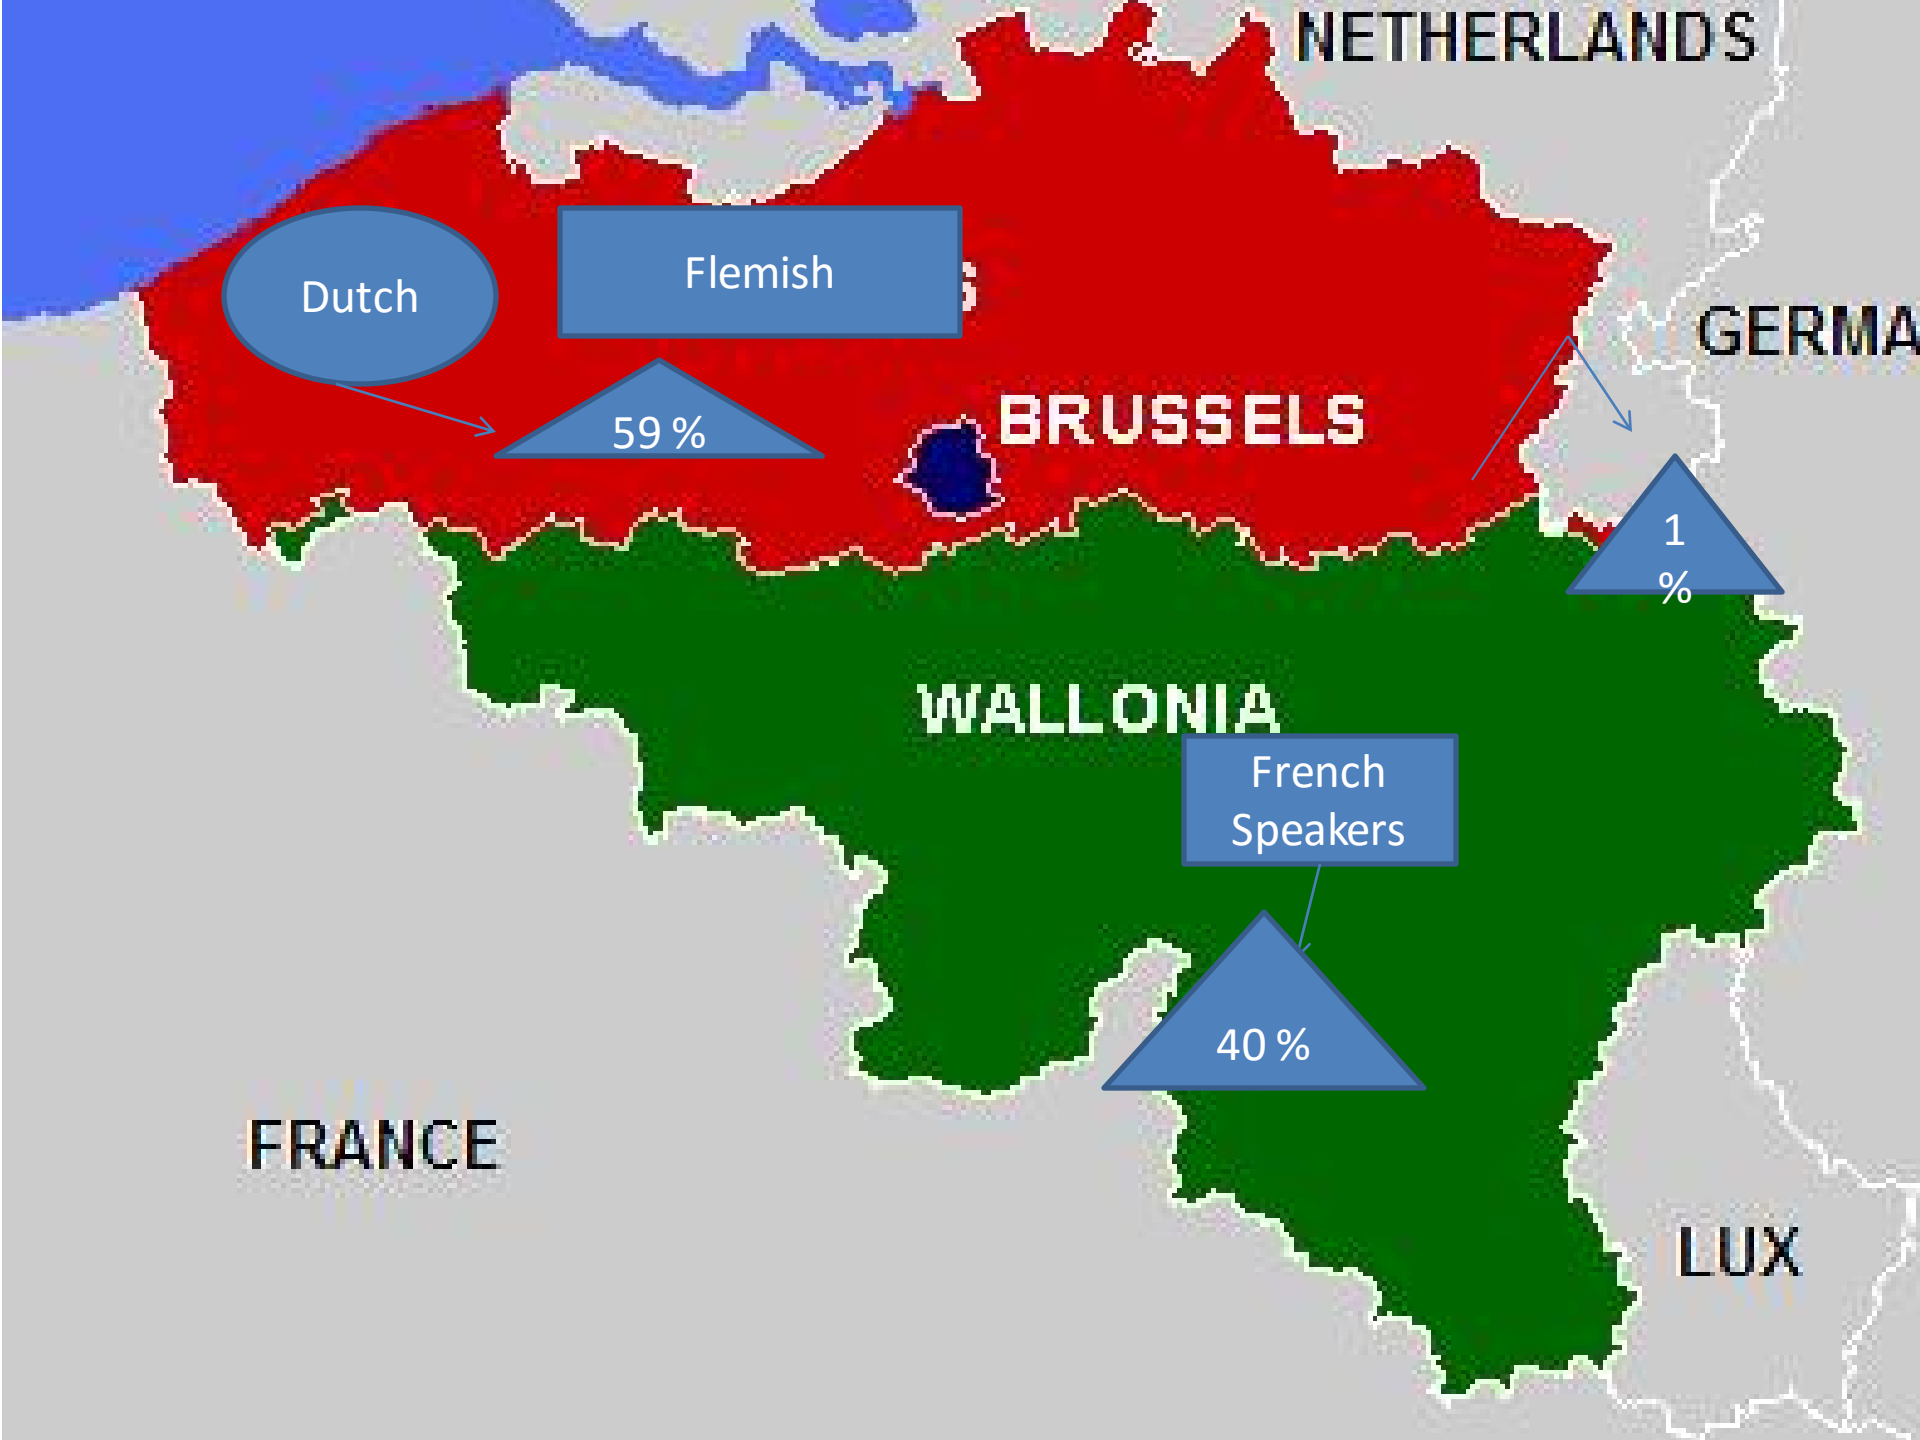 NETHERLANDS
Dutch
Flemish
S
GERMA
59 %
BRUSSELS
1
%
WALLONIA
French
Speakers
40 %
FRANCE
LUX